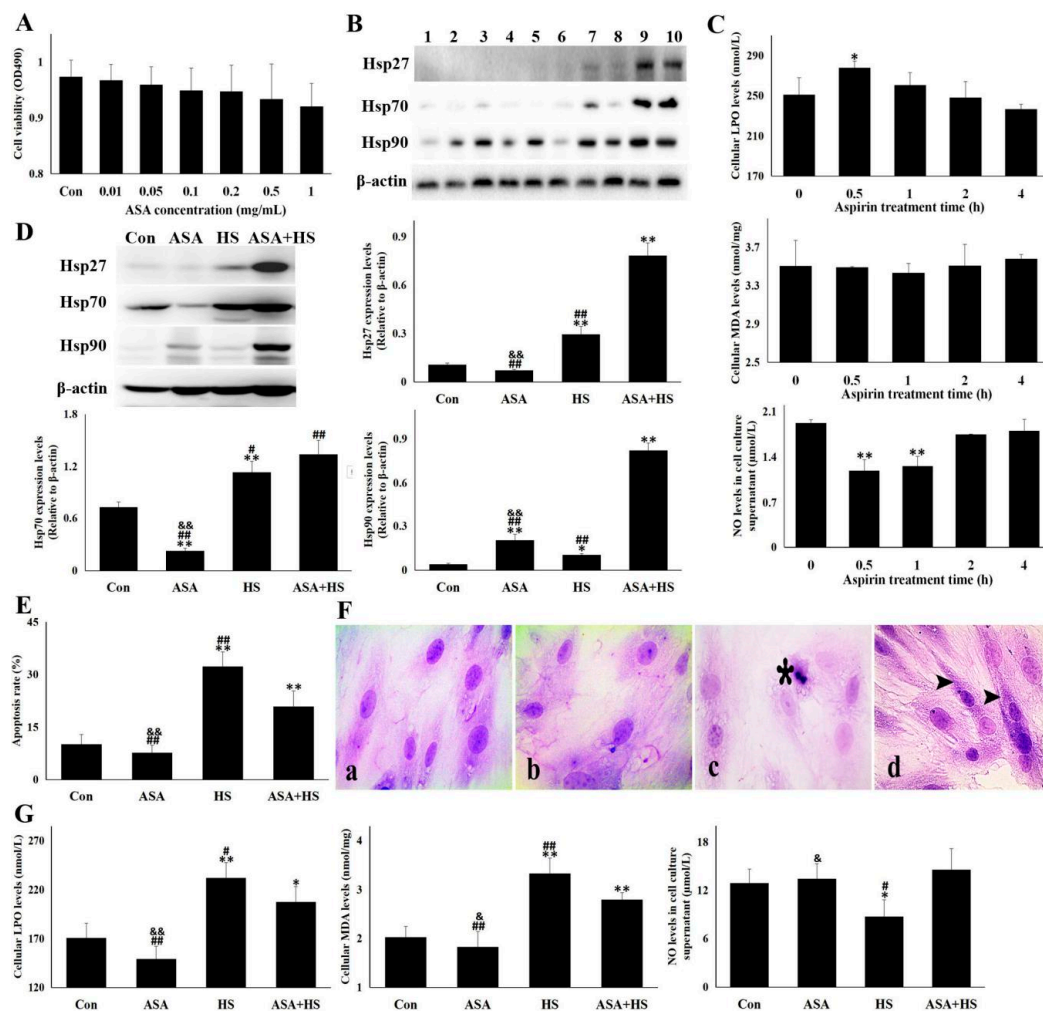 A
Cell viability (OD490)
1
0.9
0.8
Con 0.01 0.05 0.1 0.2 0.5 1
ASA concentration (mg/mL)
B
1 2 3 4 5 6 7 8 9 10
Hsp27
Hsp70
Hsp90
β-actin
C
Cellular LPO levels (nmol/L)
290
250
210
170
*
0 0.5 1 2 4
Aspirin treatment time (h)
Cellular MDA levels (nmol/mg)
4.5
3.5
2.5
0 0.5 1 2 4
Aspirin treatment time (h)
NO levels in cell culture
supernatant (μmol/L)
2.1
1.4
0.7
0
** **
0 0.5 1 2 4
Aspirin treatment time (h)
D
Con ASA HS ASA+HS
Hsp27
Hsp70
Hsp90
β-actin
Hsp27 expression levels
(Relative to β-actin)
0.9
0.6
0.3
0
&&
##
##
**
**
Con ASA HS ASA+HS
Hsp70 expression levels
(Relative to β-actin)
1.8
1.2
0.6
0
&&
##
**
#
**
##
Con ASA HS ASA+HS
Hsp90 expression levels
(Relative to β-actin)
0.9
0.6
0.3
0
&&
##
**
##
*
**
Con ASA HS ASA+HS
E
Apoptosis rate (%)
45
30
15
0
&&
##
##
**
**
Con ASA HS ASA+HS
F
a b c d
*
G
Cellular LPO levels (nmol/L)
270
220
170
120
&&
##
#
**
*
Con ASA HS ASA+HS
Cellular MDA levels (nmol/mg)
4
3
2
1
&
##
##
**
**
Con ASA HS ASA+HS
NO levels in cell culture
supernatant (μmol/L)
18
12
6
0
&
#
*
Con ASA HS ASA+HS